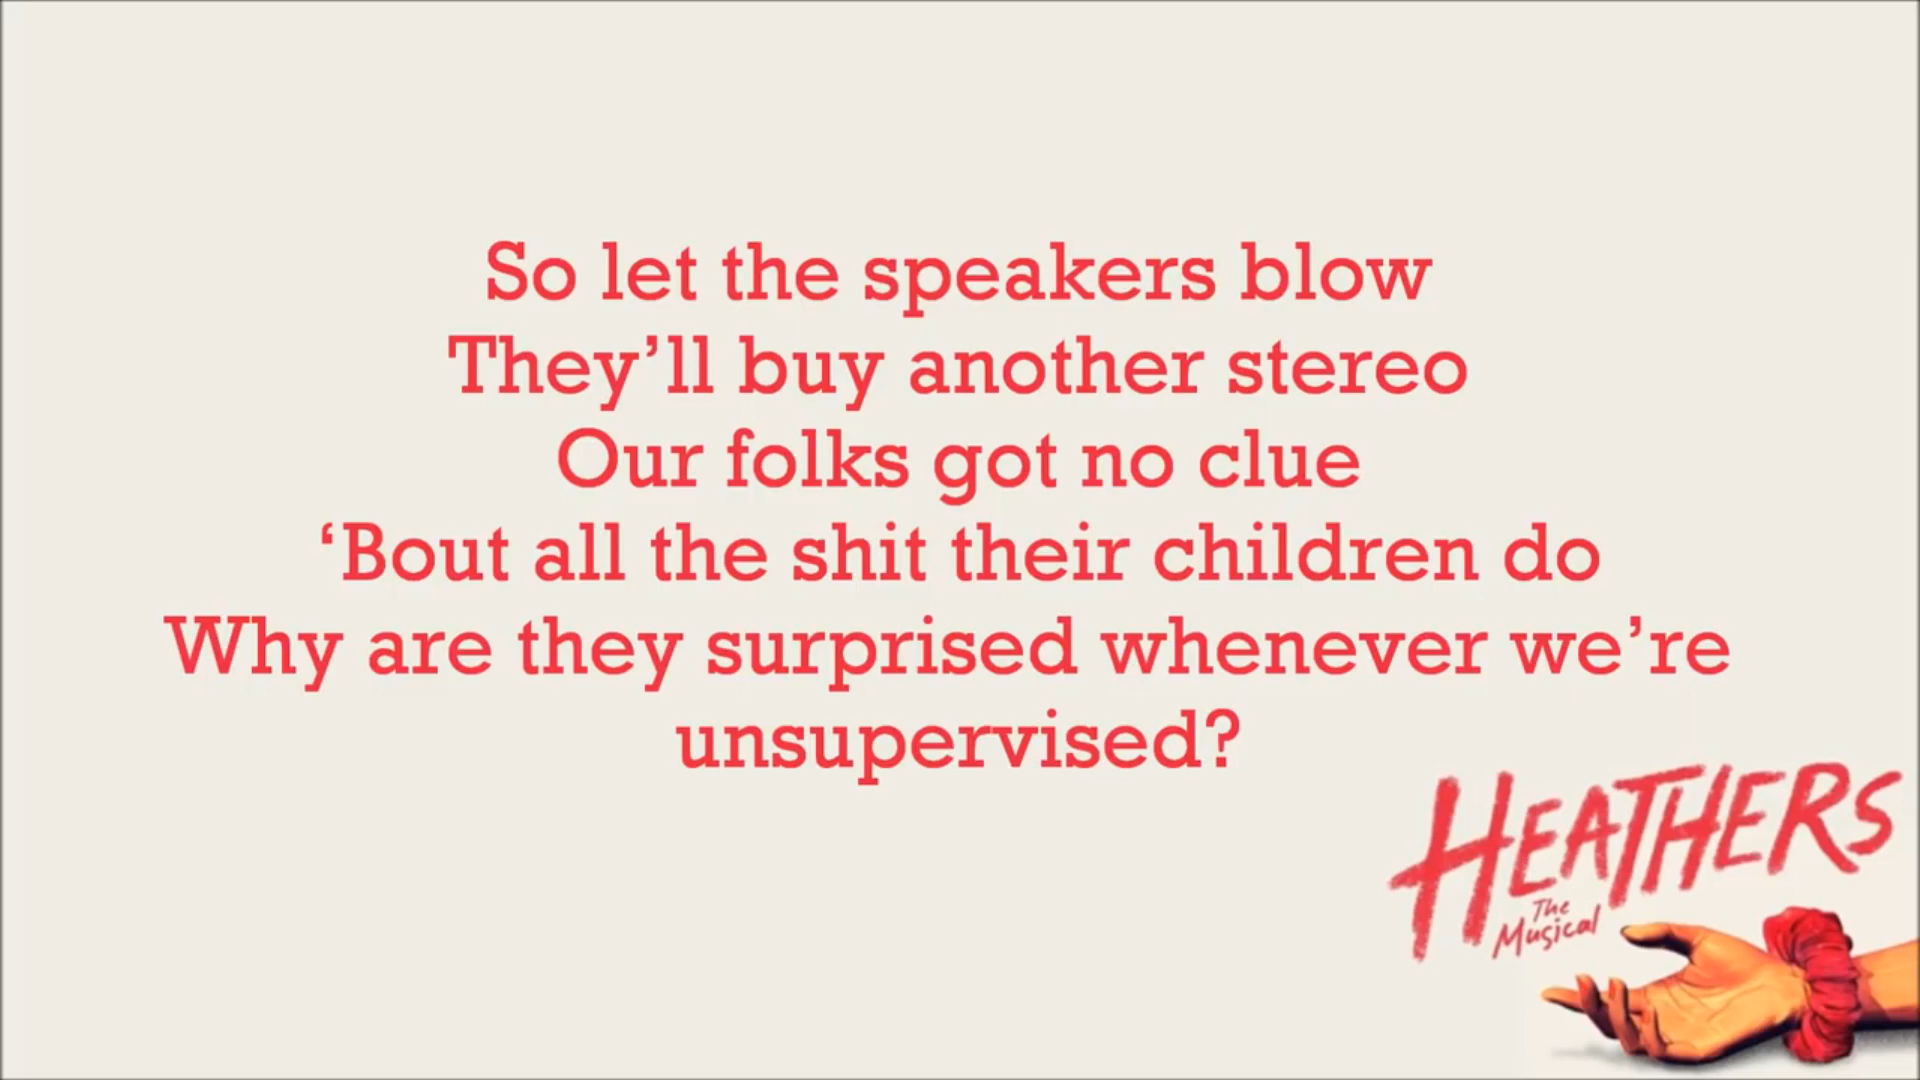 So let the speakers blow
They’ll buy another stereo
Our folks got no clue
‘Bout all the shit their children do
Why are they surprised whenever we’re
unsupervised?
HEATHERS
The
Musical